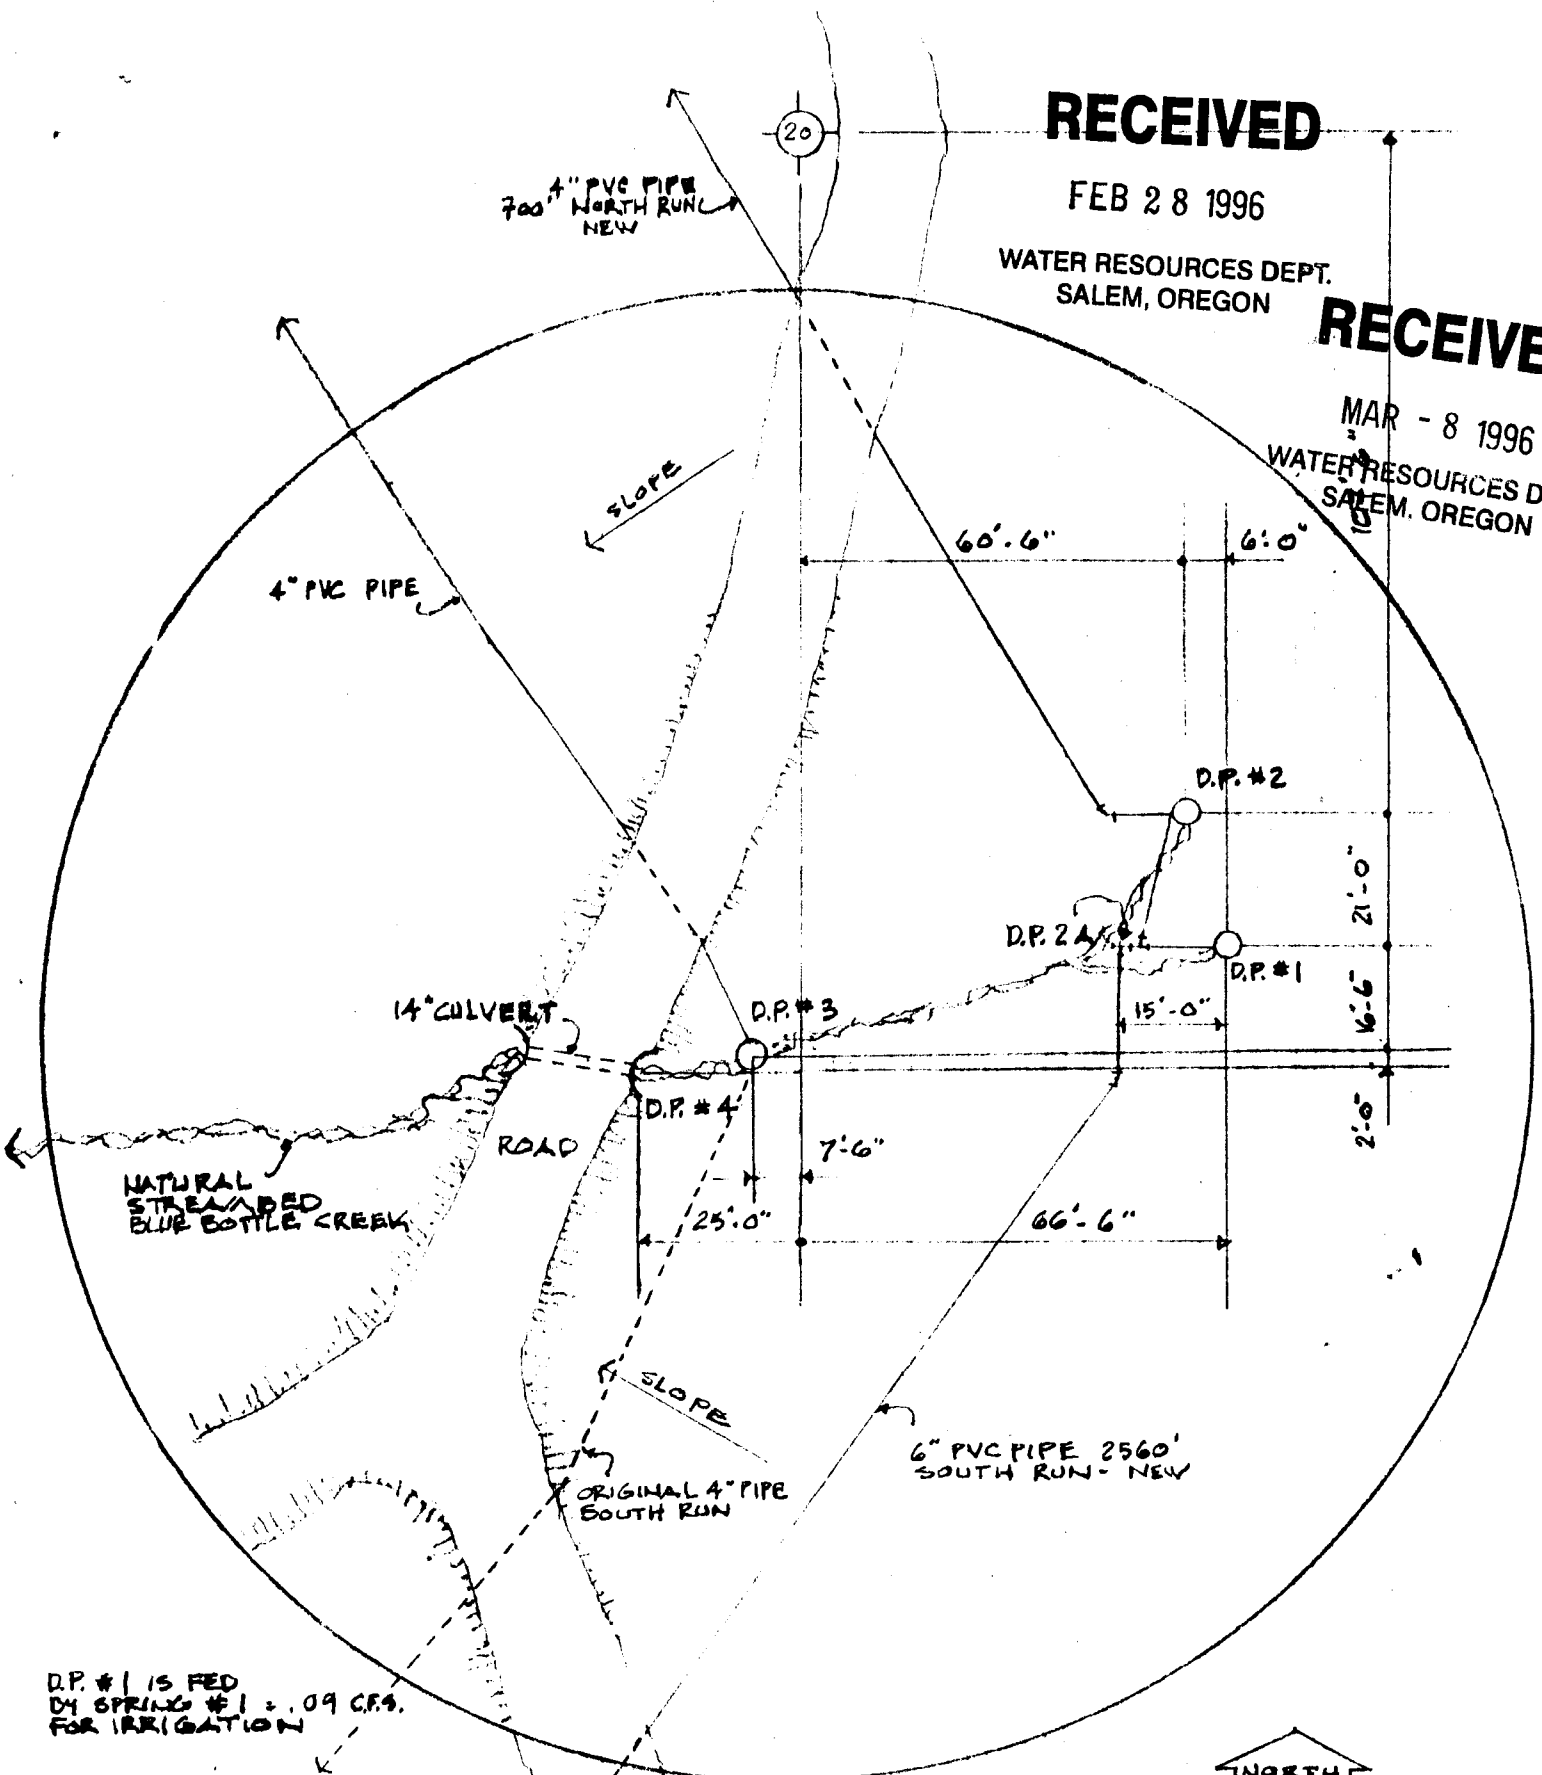 RECEIVED
FEB 28 1996
WATER RESOURCES DEPT.
SALEM, OREGON
20
4" PVC PIPE
700' NORTH RUN
NEW
RECEIVE
MAR - 8 1996
WATER RESOURCES D
SALEM, OREGON
SLOPE
60'-6"
6'-0"
4" PVC PIPE
D.P. #2
21'-0"
D.P. 2A
D.P. #1
14" CULVERT
D.P. #3
15'-0"
16'-6"
D.P. #4
2'-0"
ROAD
7'-6"
NATURAL
STREAMBED
BLUE BOTTLE CREEK
25'-0"
66'-6"
SLOPE
6" PVC PIPE 2560'
SOUTH RUN - NEW
ORIGINAL 4" PIPE
SOUTH RUN
D.P. #1 IS FED
BY SPRING #1 = .09 C.F.S.
FOR IRRIGATION
NORTH